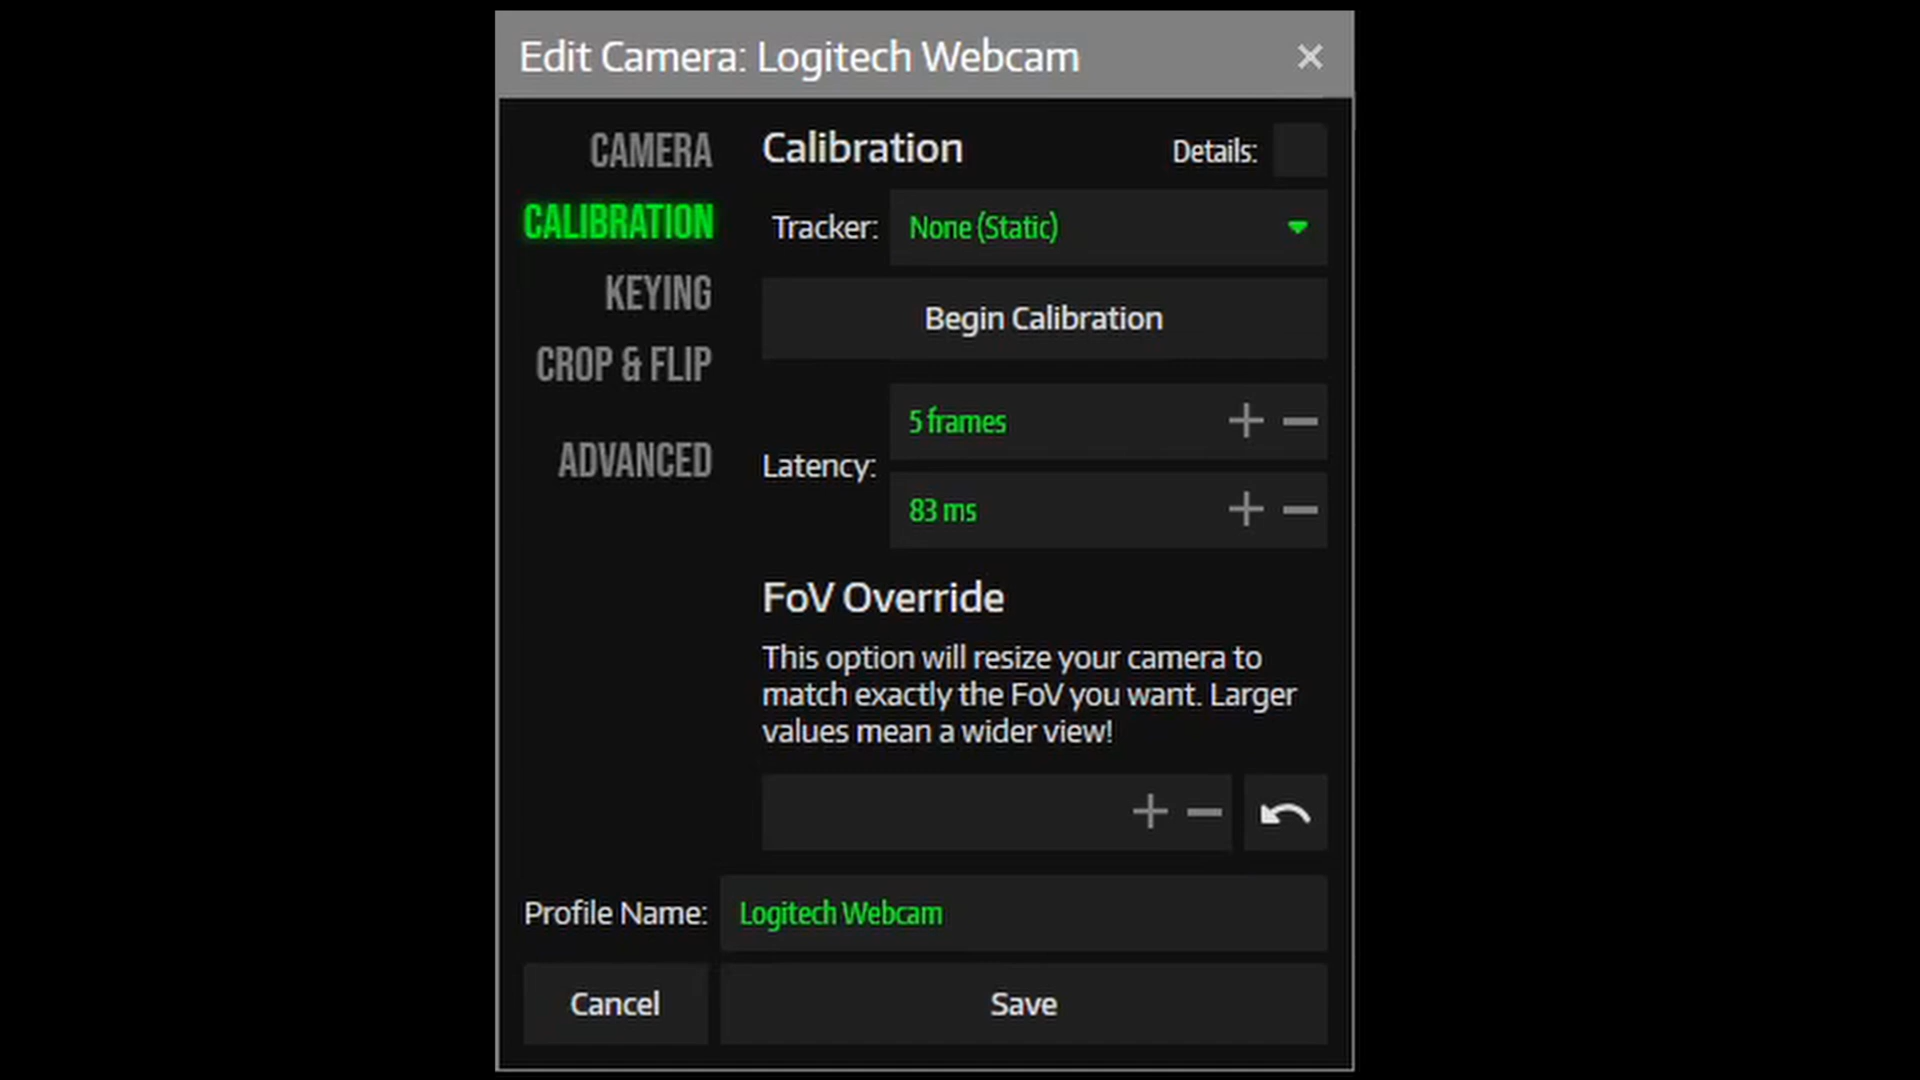 Edit Camera: Logitech Webcam
CAMERA
CALIBRATION
KEYING
CROP & FLIP
ADVANCED
Calibration
Details:
Tracker: None (Static)
Begin Calibration
Latency:
5 frames
83 ms
FoV Override
This option will resize your camera to
match exactly the FoV you want. Larger
values mean a wider view!
Profile Name: Logitech Webcam
Cancel
Save